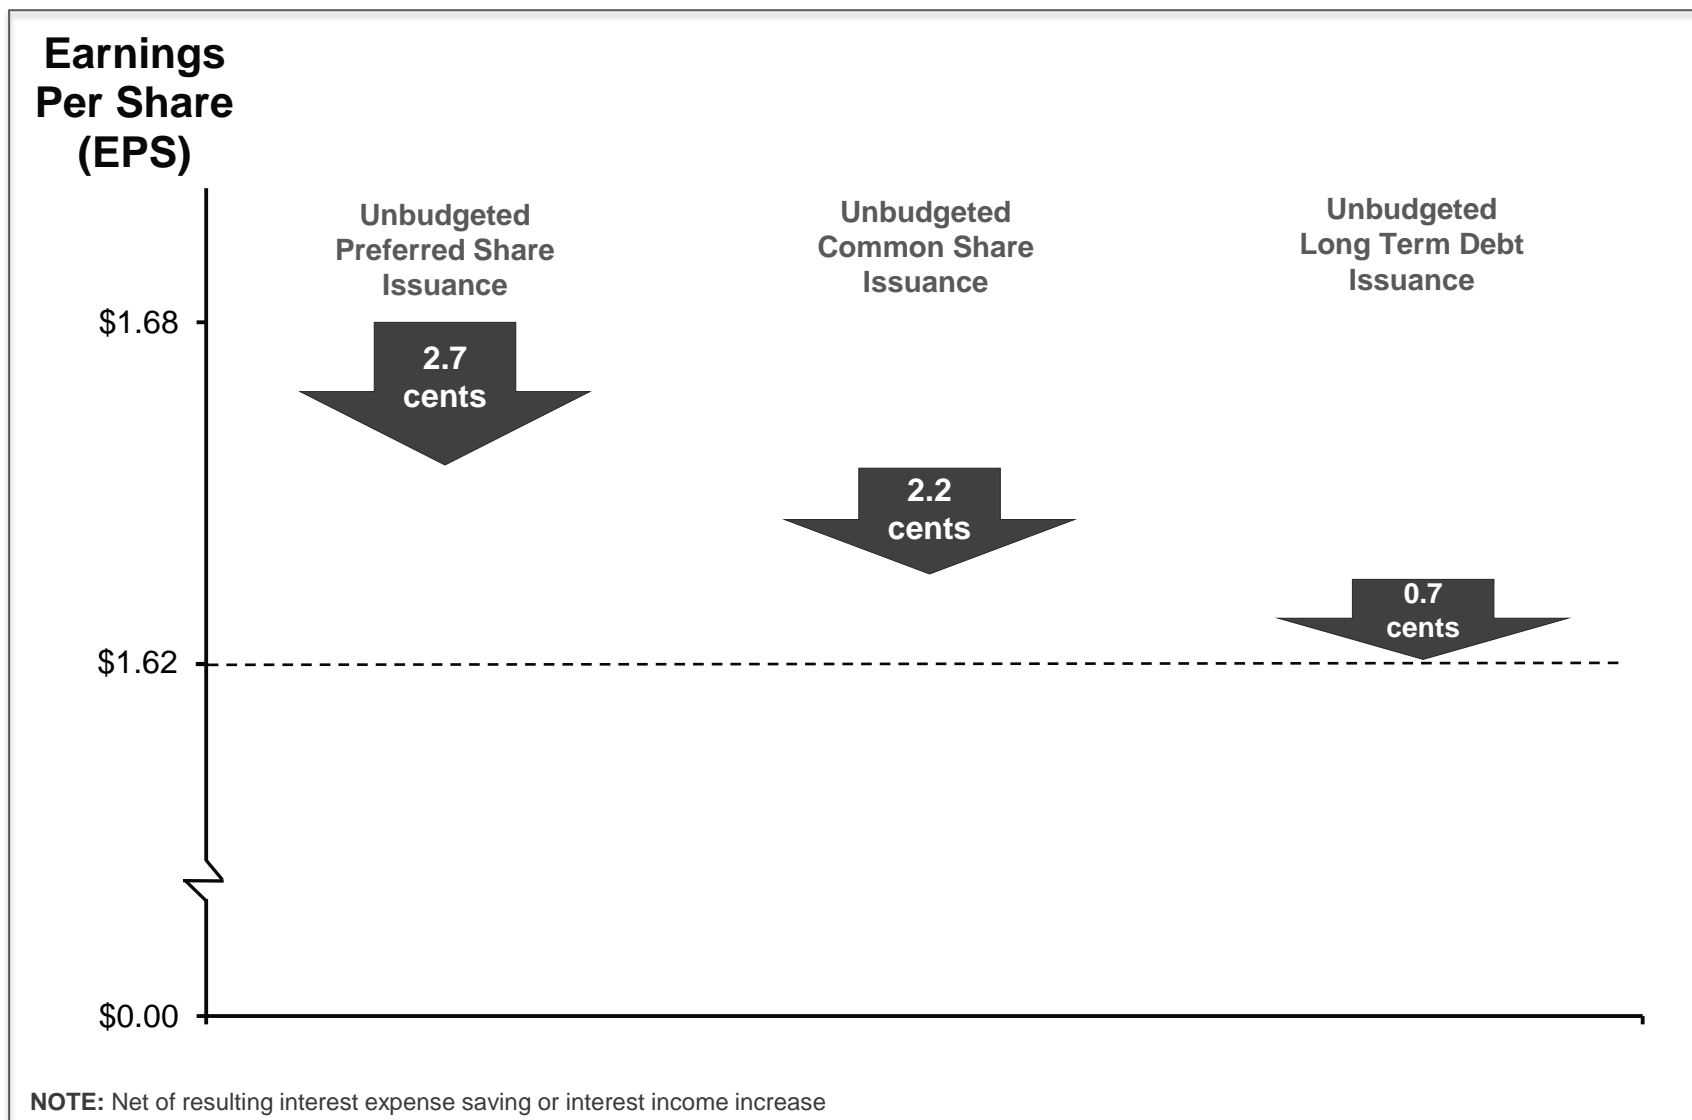 Earnings
Per Share
(EPS)
Unbudgeted
Preferred Share
Issuance
Unbudgeted
Common Share
Issuance
Unbudgeted
Long Term Debt
Issuance
$1.68
2.7
cents
2.2
cents
0.7
cents
$1.62
$0.00
NOTE: Net of resulting interest expense saving or interest income increase